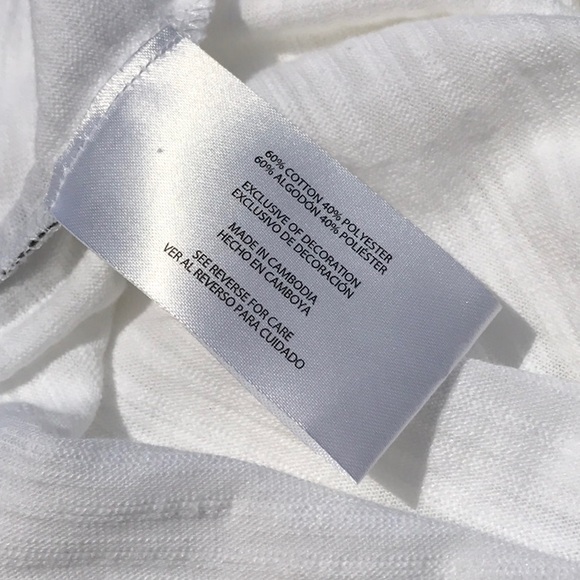 60% COTTON 40% POLYESTER
60% ALGODÓN 40% POLIÉSTER
EXCLUSIVE OF DECORATION
EXCLUSIVO DE DECORACIÓN
MADE IN CAMBODIA
HECHO EN CAMBOYA
SEE REVERSE FOR CARE
VER AL REVERSO PARA CUIDADO